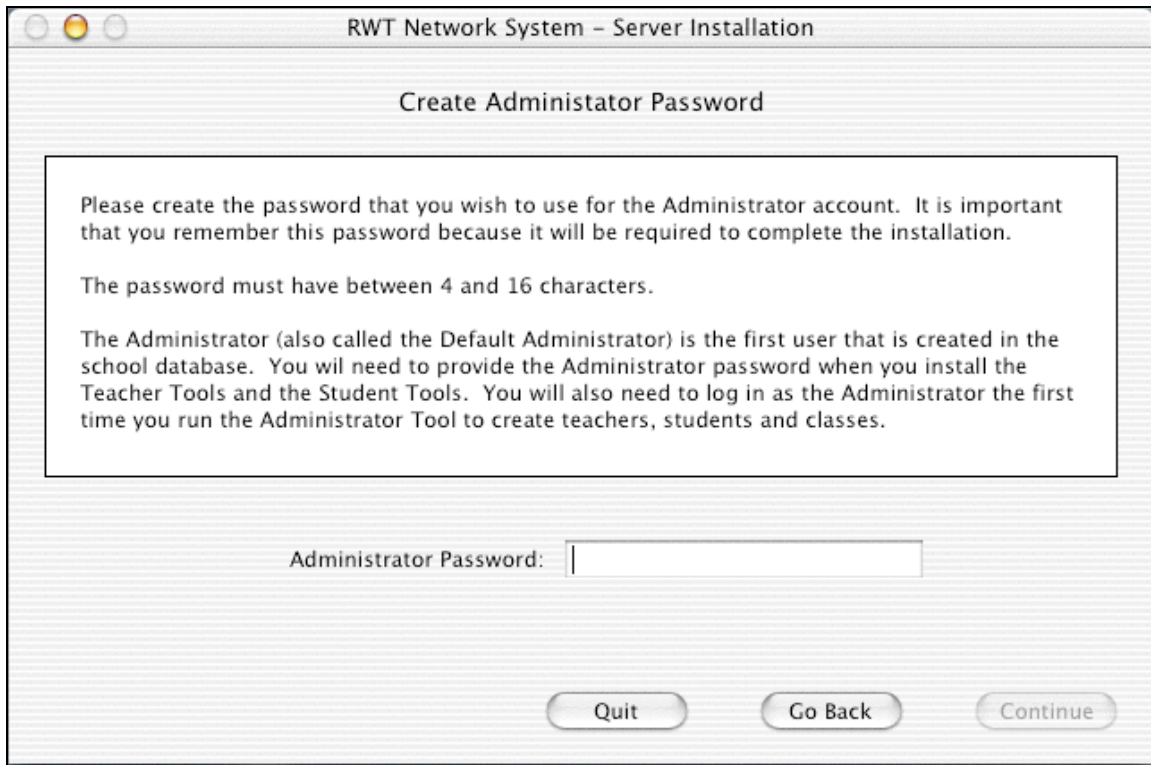 RWT Network System – Server Installation
Create Administator Password
Please create the password that you wish to use for the Administrator account.  It is important
that you remember this password because it will be required to complete the installation.
The password must have between 4 and 16 characters.
The Administrator (also called the Default Administrator) is the first user that is created in the
school database.  You wil need to provide the Administrator password when you install the
Teacher Tools and the Student Tools.  You will also need to log in as the Administrator the first
time you run the Administrator Tool to create teachers, students and classes.
Administrator Password:
Quit Go Back Continue